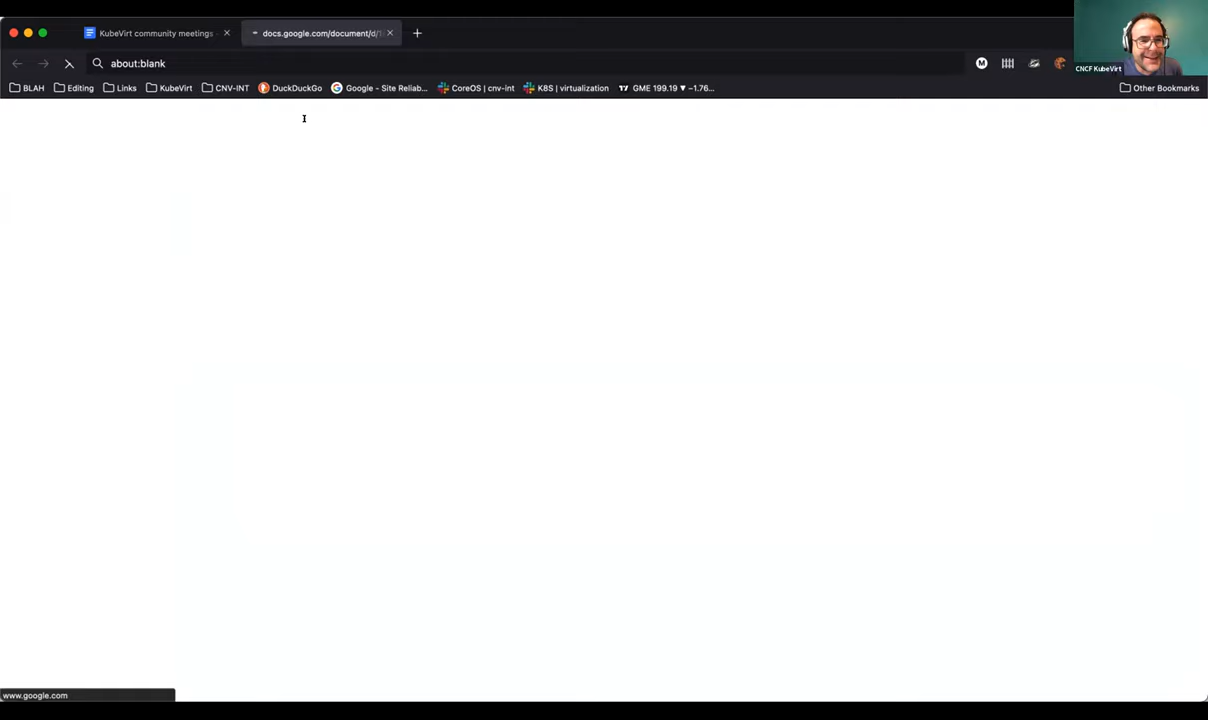 KubeVirt community meetings
docs.google.com/document/d/1
about:blank
M
CNCF KubeVirt
BLAH
Editing
Links
KubeVirt
CNV-INT
DuckDuckGo
Google - Site Reliab...
CoreOS | cnv-int
K8S | virtualization
GME 199.19 ▼ −1.76...
Other Bookmarks
www.google.com